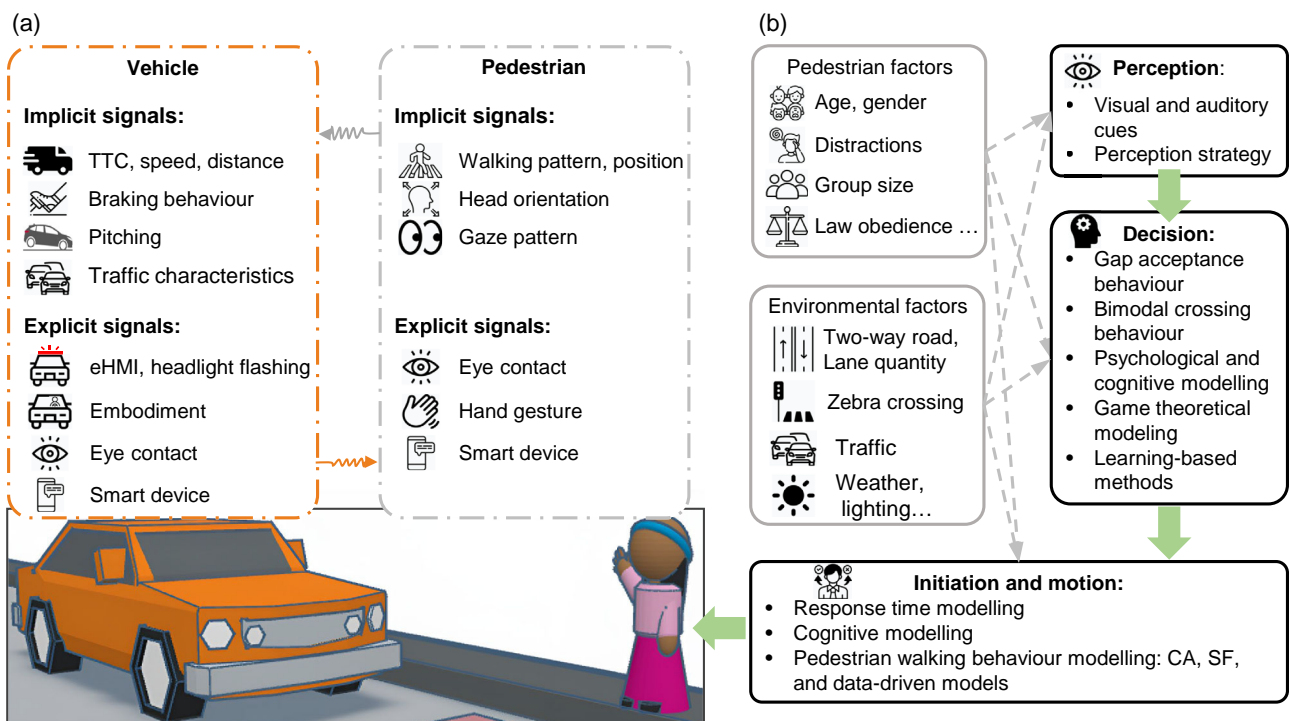 (a)
Vehicle
Implicit signals:
TTC, speed, distance
Braking behaviour
Pitching
Traffic characteristics
Explicit signals:
eHMI, headlight flashing
Embodiment
Eye contact
Smart device
Pedestrian
Implicit signals:
Walking pattern, position
Head orientation
Gaze pattern
Explicit signals:
Eye contact
Hand gesture
Smart device
(b)
Pedestrian factors
Age, gender
Distractions
Group size
Law obedience …
Environmental factors
Two-way road,
Lane quantity
Zebra crossing
Traffic
Weather,
lighting…
Perception:
• Visual and auditory
cues
• Perception strategy
Decision:
• Gap acceptance
behaviour
• Bimodal crossing
behaviour
• Psychological and
cognitive modelling
• Game theoretical
modeling
• Learning-based
methods
Initiation and motion:
• Response time modelling
• Cognitive modelling
• Pedestrian walking behaviour modelling: CA, SF,
and data-driven models